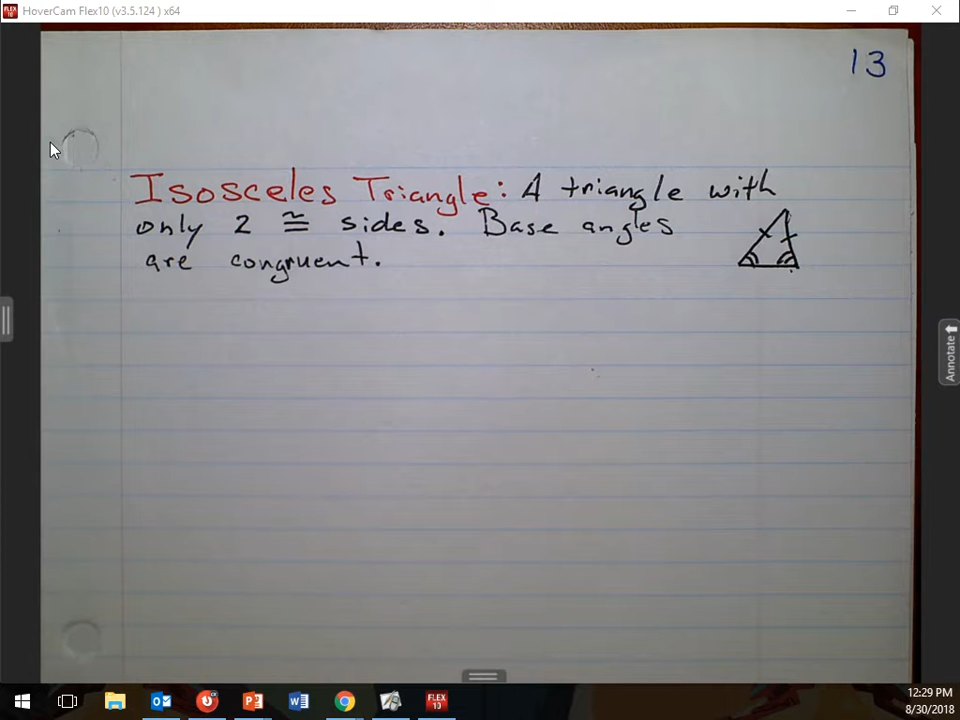 HoverCam Flex10 (v3.5.124) x64
13
Isosceles Triangle: A triangle with
only 2 ≅ sides. Base angles
are congruent.
Annotate
12:29 PM
8/30/2018